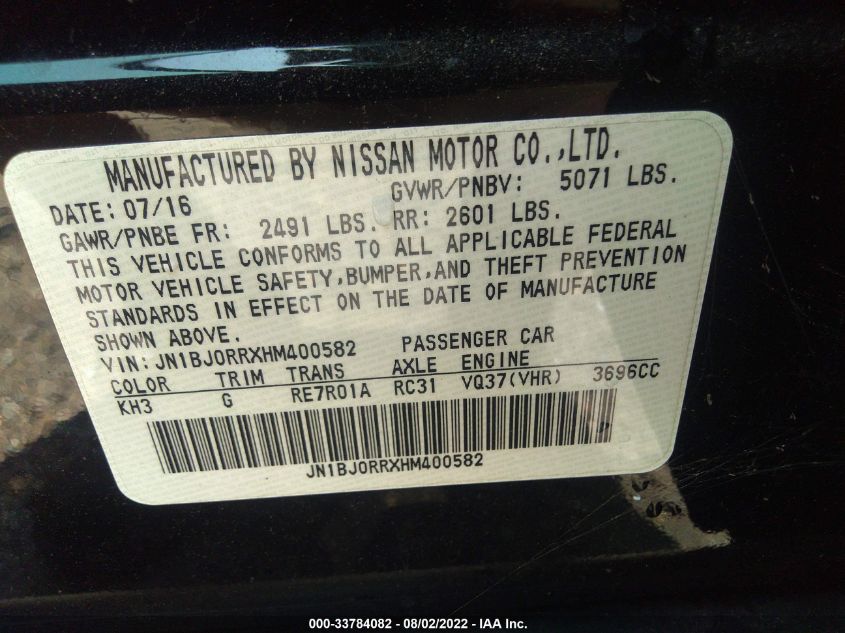 MANUFACTURED BY NISSAN MOTOR CO.,LTD.
DATE: 07/16 GVWR/PNBV: 5071 LBS.
GAWR/PNBE FR: 2491 LBS. RR: 2601 LBS.
THIS VEHICLE CONFORMS TO ALL APPLICABLE FEDERAL
MOTOR VEHICLE SAFETY,BUMPER,AND THEFT PREVENTION
STANDARDS IN EFFECT ON THE DATE OF MANUFACTURE
SHOWN ABOVE.
VIN: JN1BJ0RRXHM400582 PASSENGER CAR
COLOR TRIM TRANS AXLE ENGINE
KH3 G RE7R01A RC31 VQ37(VHR) 3696CC
JN1BJ0RRXHM400582
000-33784082 - 08/02/2022 - IAA Inc.